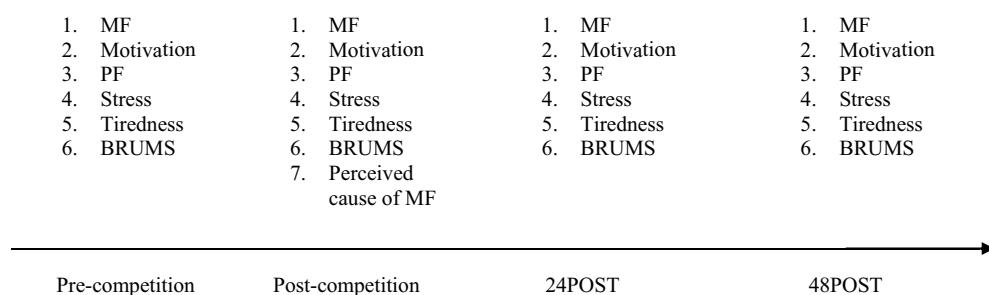 1. MF
2. Motivation
3. PF
4. Stress
5. Tiredness
6. BRUMS
1. MF
2. Motivation
3. PF
4. Stress
5. Tiredness
6. BRUMS
7. Perceived
cause of MF
1. MF
2. Motivation
3. PF
4. Stress
5. Tiredness
6. BRUMS
1. MF
2. Motivation
3. PF
4. Stress
5. Tiredness
6. BRUMS
Pre-competition
Post-competition
24POST
48POST